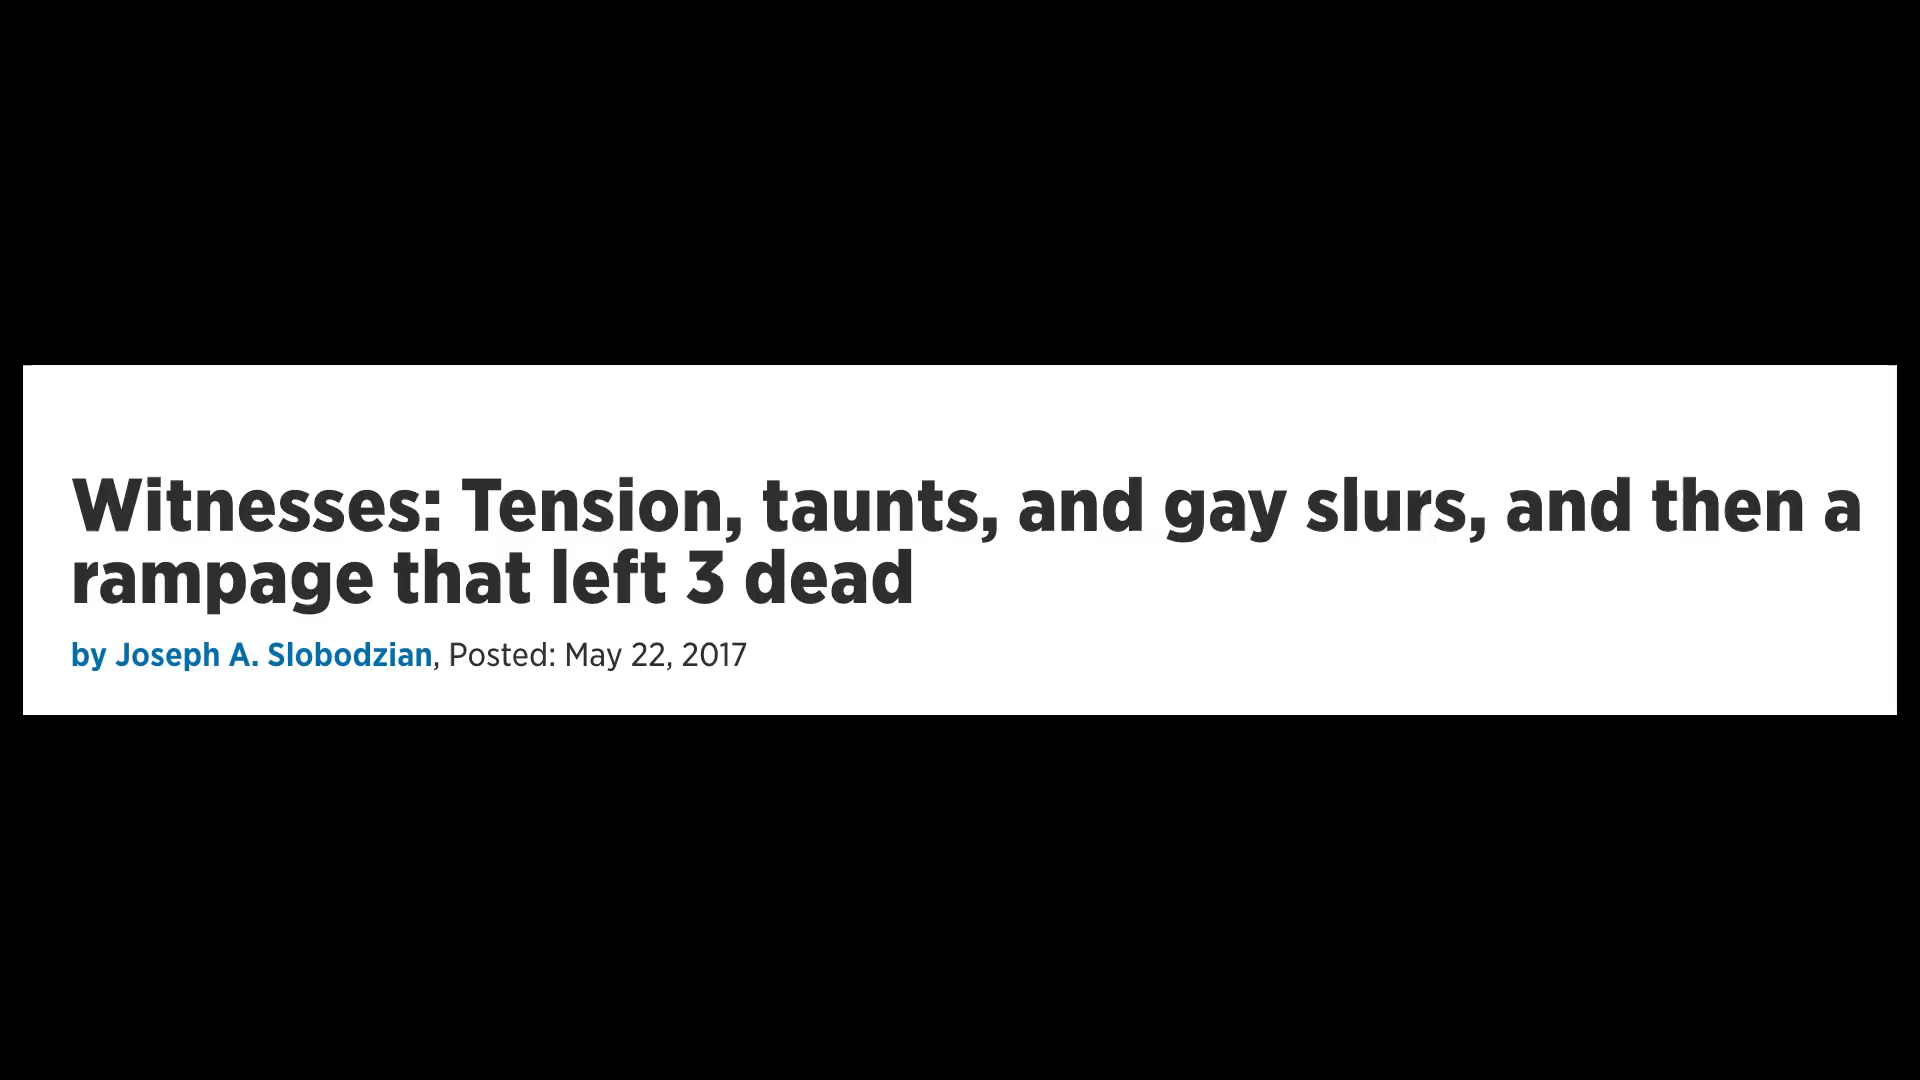 Witnesses: Tension, taunts, and gay slurs, and then a
rampage that left 3 dead
by Joseph A. Slobodzian, Posted: May 22, 2017